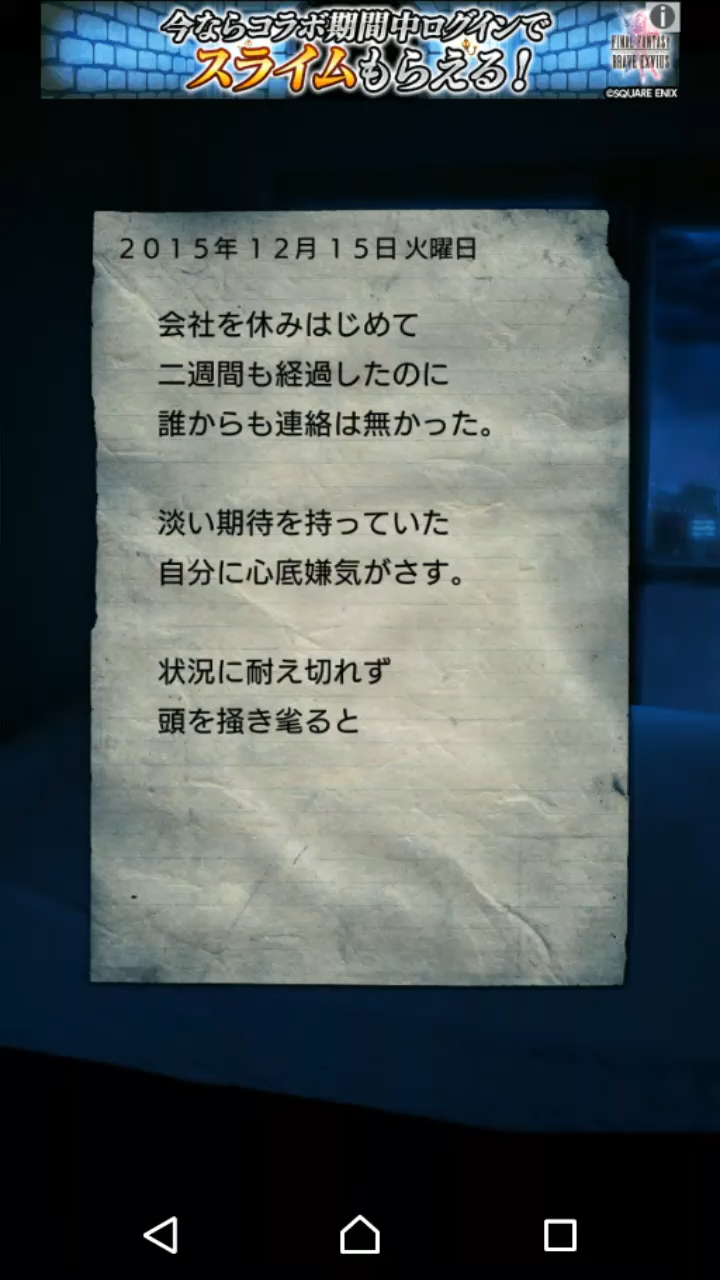 今ならコラボ期間中ログインで
スライムもらえる!
FINAL FANTASY
BRAVE EXVIUS
©SQUARE ENIX
2015年12月15日 火曜日
会社を休みはじめて
二週間も経過したのに
誰からも連絡は無かった。
淡い期待を持っていた
自分に心底嫌気がさす。
状況に耐え切れず
頭を掻き毟ると